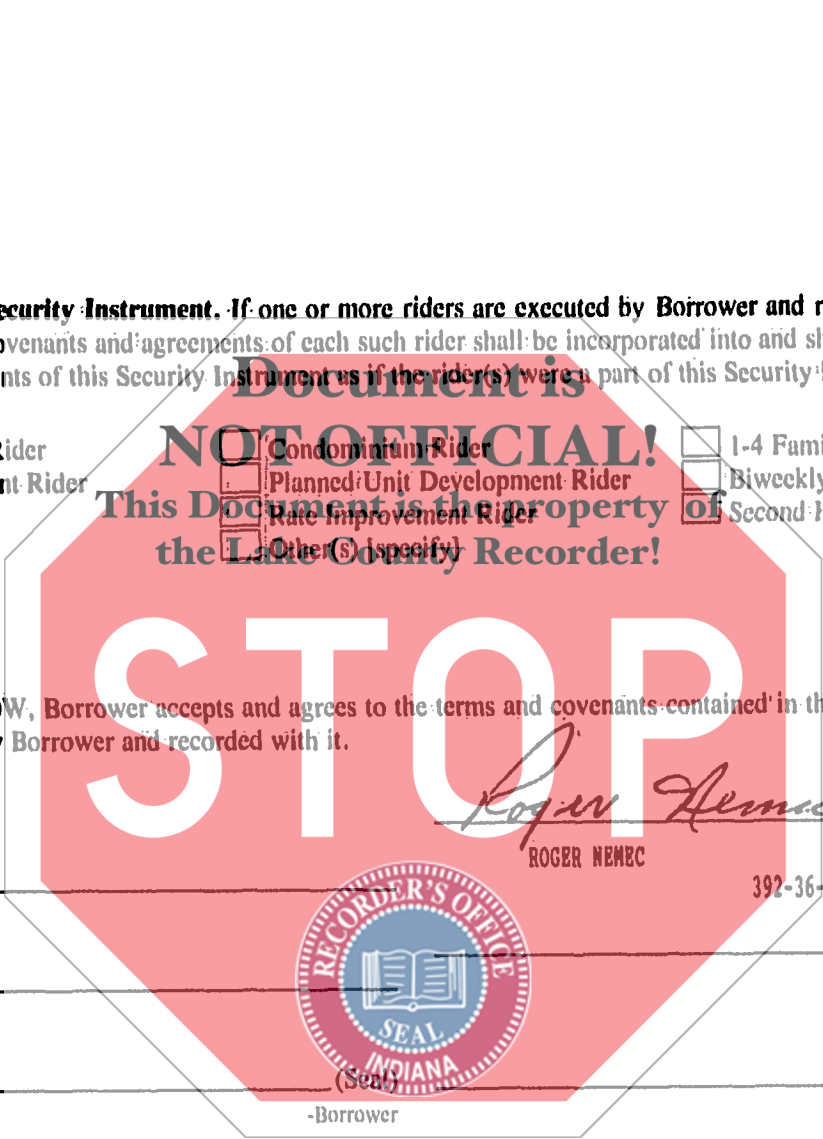 ecurity Instrument. If one or more riders are executed by Borrower and r
venants and agreements of each such rider shall be incorporated into and s
nts of this Security Instrument as if the rider(s) were a part of this Security
Document is
NOT OFFICIAL!
This Document is the property of
the Lake County Recorder!
ider Condominium Rider 1-4 Fami
nt Rider Planned Unit Development Rider Biweekly
Rate Improvement Rider Second H
Other(s) [specify]
STOP
W, Borrower accepts and agrees to the terms and covenants contained in th
Borrower and recorded with it.
Roger Nemec
ROGER NEMEC
392-36-
RECORDER'S OFFICE
SEAL
INDIANA
(Seal)
-Borrower